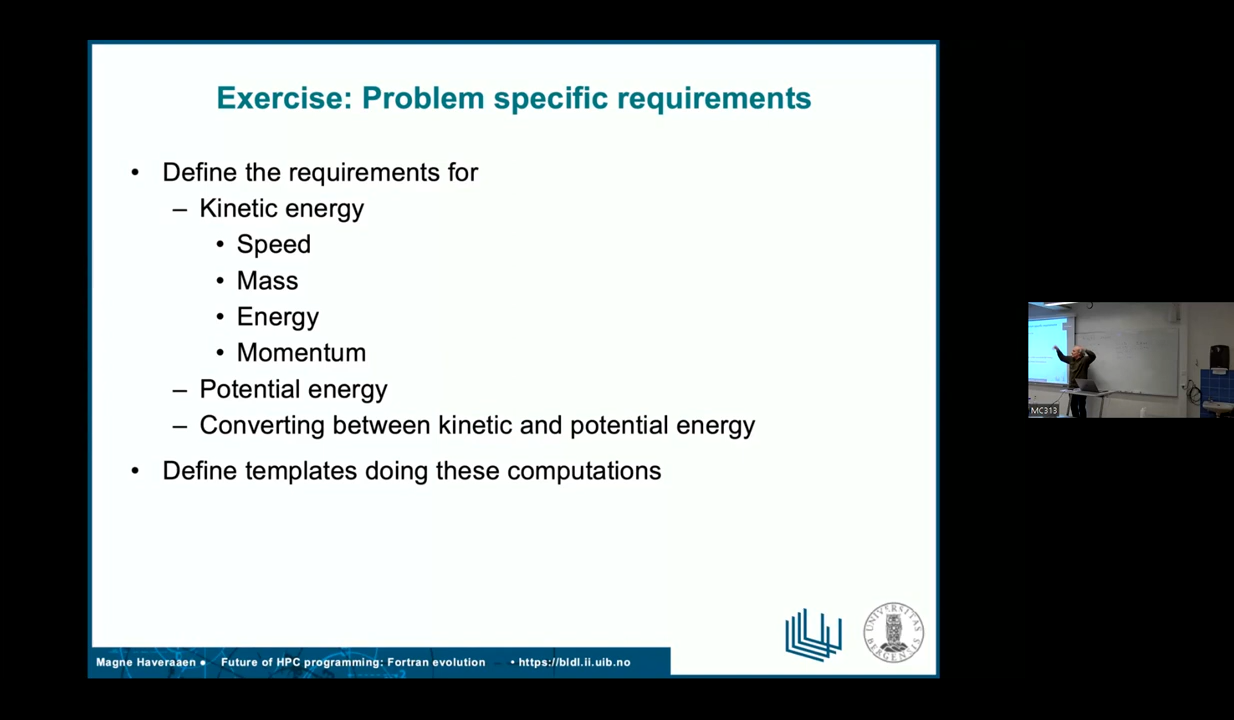 Exercise: Problem specific requirements
• Define the requirements for
– Kinetic energy
• Speed
• Mass
• Energy
• Momentum
– Potential energy
– Converting between kinetic and potential energy
• Define templates doing these computations
UNIVERSITAS BERGENSIS
Magne Haveraaen • Future of HPC programming: Fortran evolution • https://bldl.ii.uib.no
MC313